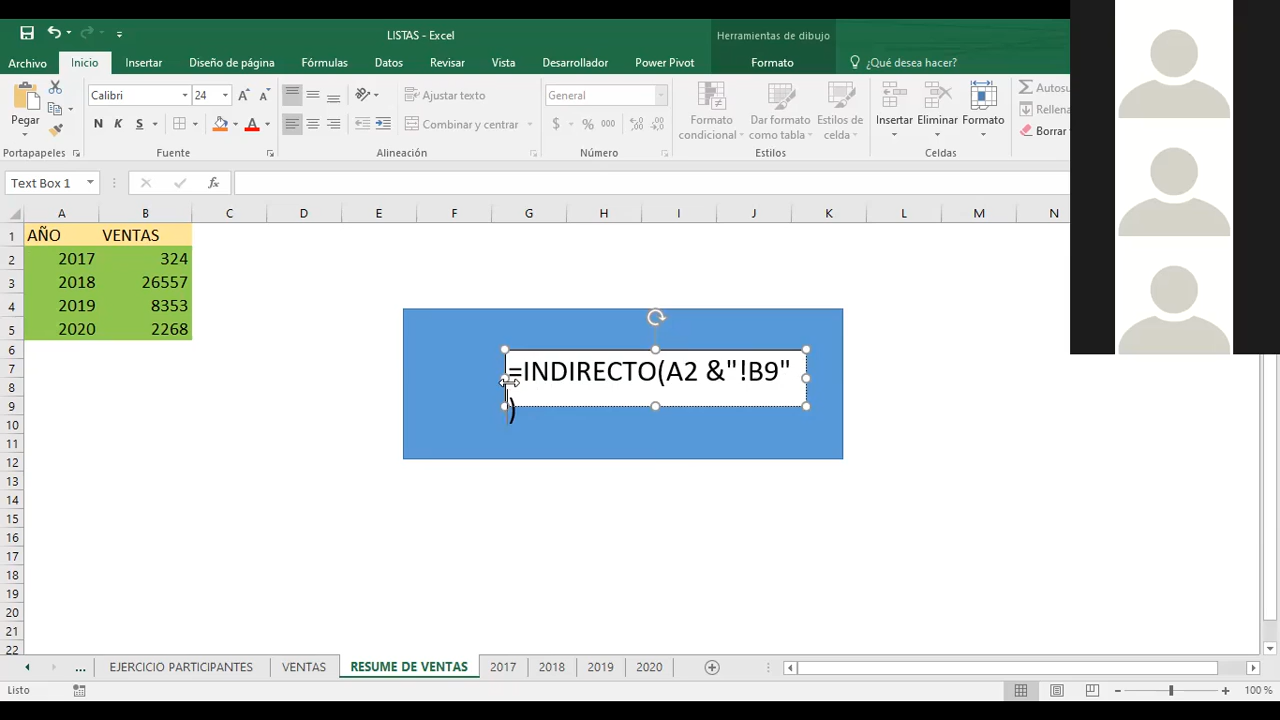 LISTAS - Excel
Herramientas de dibujo
Archivo Inicio Insertar Diseño de página Fórmulas Datos Revisar Vista Desarrollador Power Pivot Formato ¿Qué desea hacer?
Calibri 24 Ajustar texto General Autosu
Pegar N K S Combinar y centrar $ % 000 Formato condicional Dar formato como tabla Estilos de celda Insertar Eliminar Formato Rellena
Borrar
Portapapeles Fuente Alineación Número Estilos Celdas
Text Box 1 fx
A B C D E F G H I J K L M N
1 AÑO VENTAS
2 2017 324
3 2018 26557
4 2019 8353
5 2020 2268
6
7 =INDIRECTO(A2 &"!B9"
8
9 )
10
11
12
13
14
15
16
17
18
19
20
21
22
... EJERCICIO PARTICIPANTES VENTAS RESUME DE VENTAS 2017 2018 2019 2020
Listo 100 %